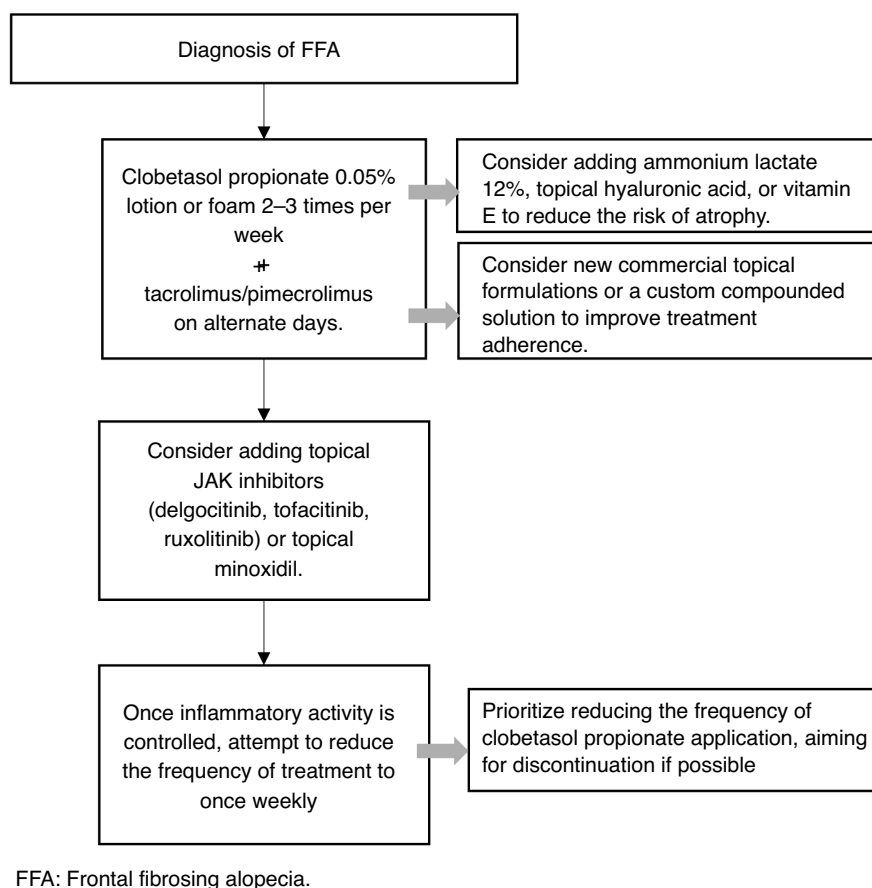 Diagnosis of FFA
Clobetasol propionate 0.05%
lotion or foam 2–3 times per
week
+
tacrolimus/pimecrolimus
on alternate days.
Consider adding ammonium lactate
12%, topical hyaluronic acid, or vitamin
E to reduce the risk of atrophy.
Consider new commercial topical
formulations or a custom compounded
solution to improve treatment
adherence.
Consider adding topical
JAK inhibitors
(delgocitinib, tofacitinib,
ruxolitinib) or topical
minoxidil.
Once inflammatory activity is
controlled, attempt to reduce
the frequency of treatment to
once weekly
Prioritize reducing the frequency of
clobetasol propionate application, aiming
for discontinuation if possible
FFA: Frontal fibrosing alopecia.